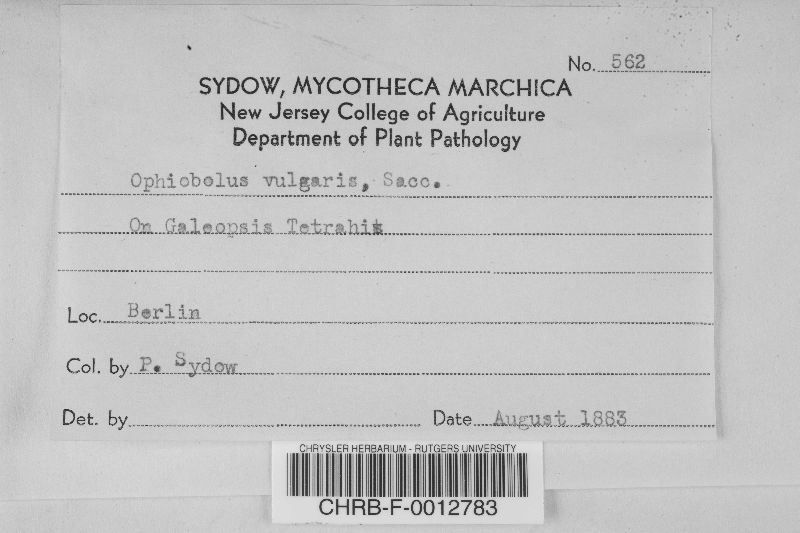 No. 562
SYDOW, MYCOTHECA MARCHICA
New Jersey College of Agriculture
Department of Plant Pathology
Ophiobolus vulgaris, Sacc.
On Galeopsis Tetrahit
Loc. Berlin
Col. by P. Sydow
Det. by
Date August 1883
CHRYSLER HERBARIUM - RUTGERS UNIVERSITY
CHRB-F-0012783